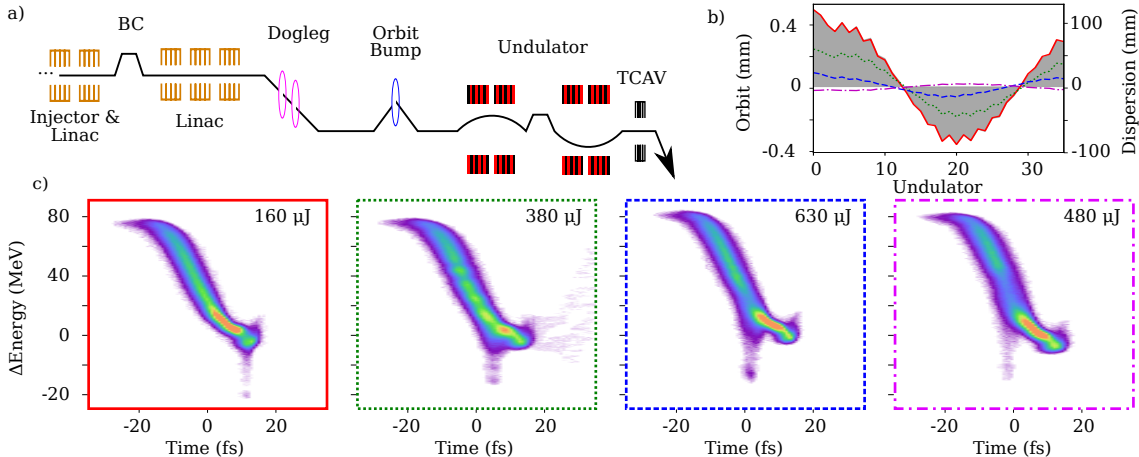 a)
BC
Dogleg
Orbit
Bump
Undulator
TCAV
...
Injector &
Linac
Linac
b)
0.4
0
-0.4
Orbit (mm)
100
0
-100
Dispersion (mm)
0
10
20
30
Undulator
c)
ΔEnergy (MeV)
80
40
0
-20
160 μJ
380 μJ
630 μJ
480 μJ
-20
0
20
Time (fs)
-20
0
20
Time (fs)
-20
0
20
Time (fs)
-20
0
20
Time (fs)